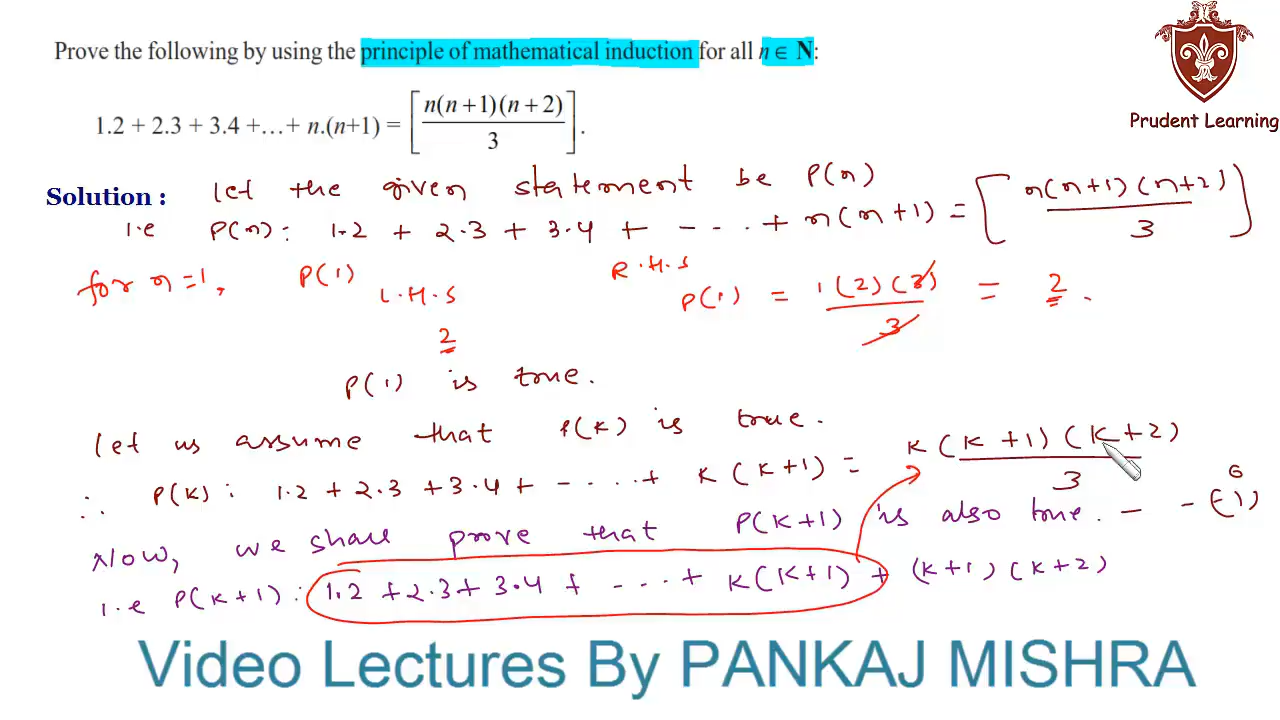 Prove the following by using the principle of mathematical induction for all n ∈ N:
Prudent Learning
1.2 + 2.3 + 3.4 +...+ n.(n+1) = [n(n+1)(n+2)/3].
Solution : Let the given statement be P(n)
i.e P(n): 1.2 + 2.3 + 3.4 + - - .. + n(n+1) = [n(n+1)(n+2)/3]
for n=1, P(1) L.H.S R.H.S
P(1) = 1(2)(3)/3 = 2.
2
P(1) is true.
Let us assume that P(k) is true.
∴ P(k): 1.2 + 2.3 + 3.4 + - .... + k(k+1) = k(k+1)(k+2)/3
Now, we shall prove that P(k+1) is also true. - - (1)
i.e P(k+1): 1.2 + 2.3 + 3.4 + - ... + k(k+1) + (k+1)(k+2)
Video Lectures By PANKAJ MISHRA